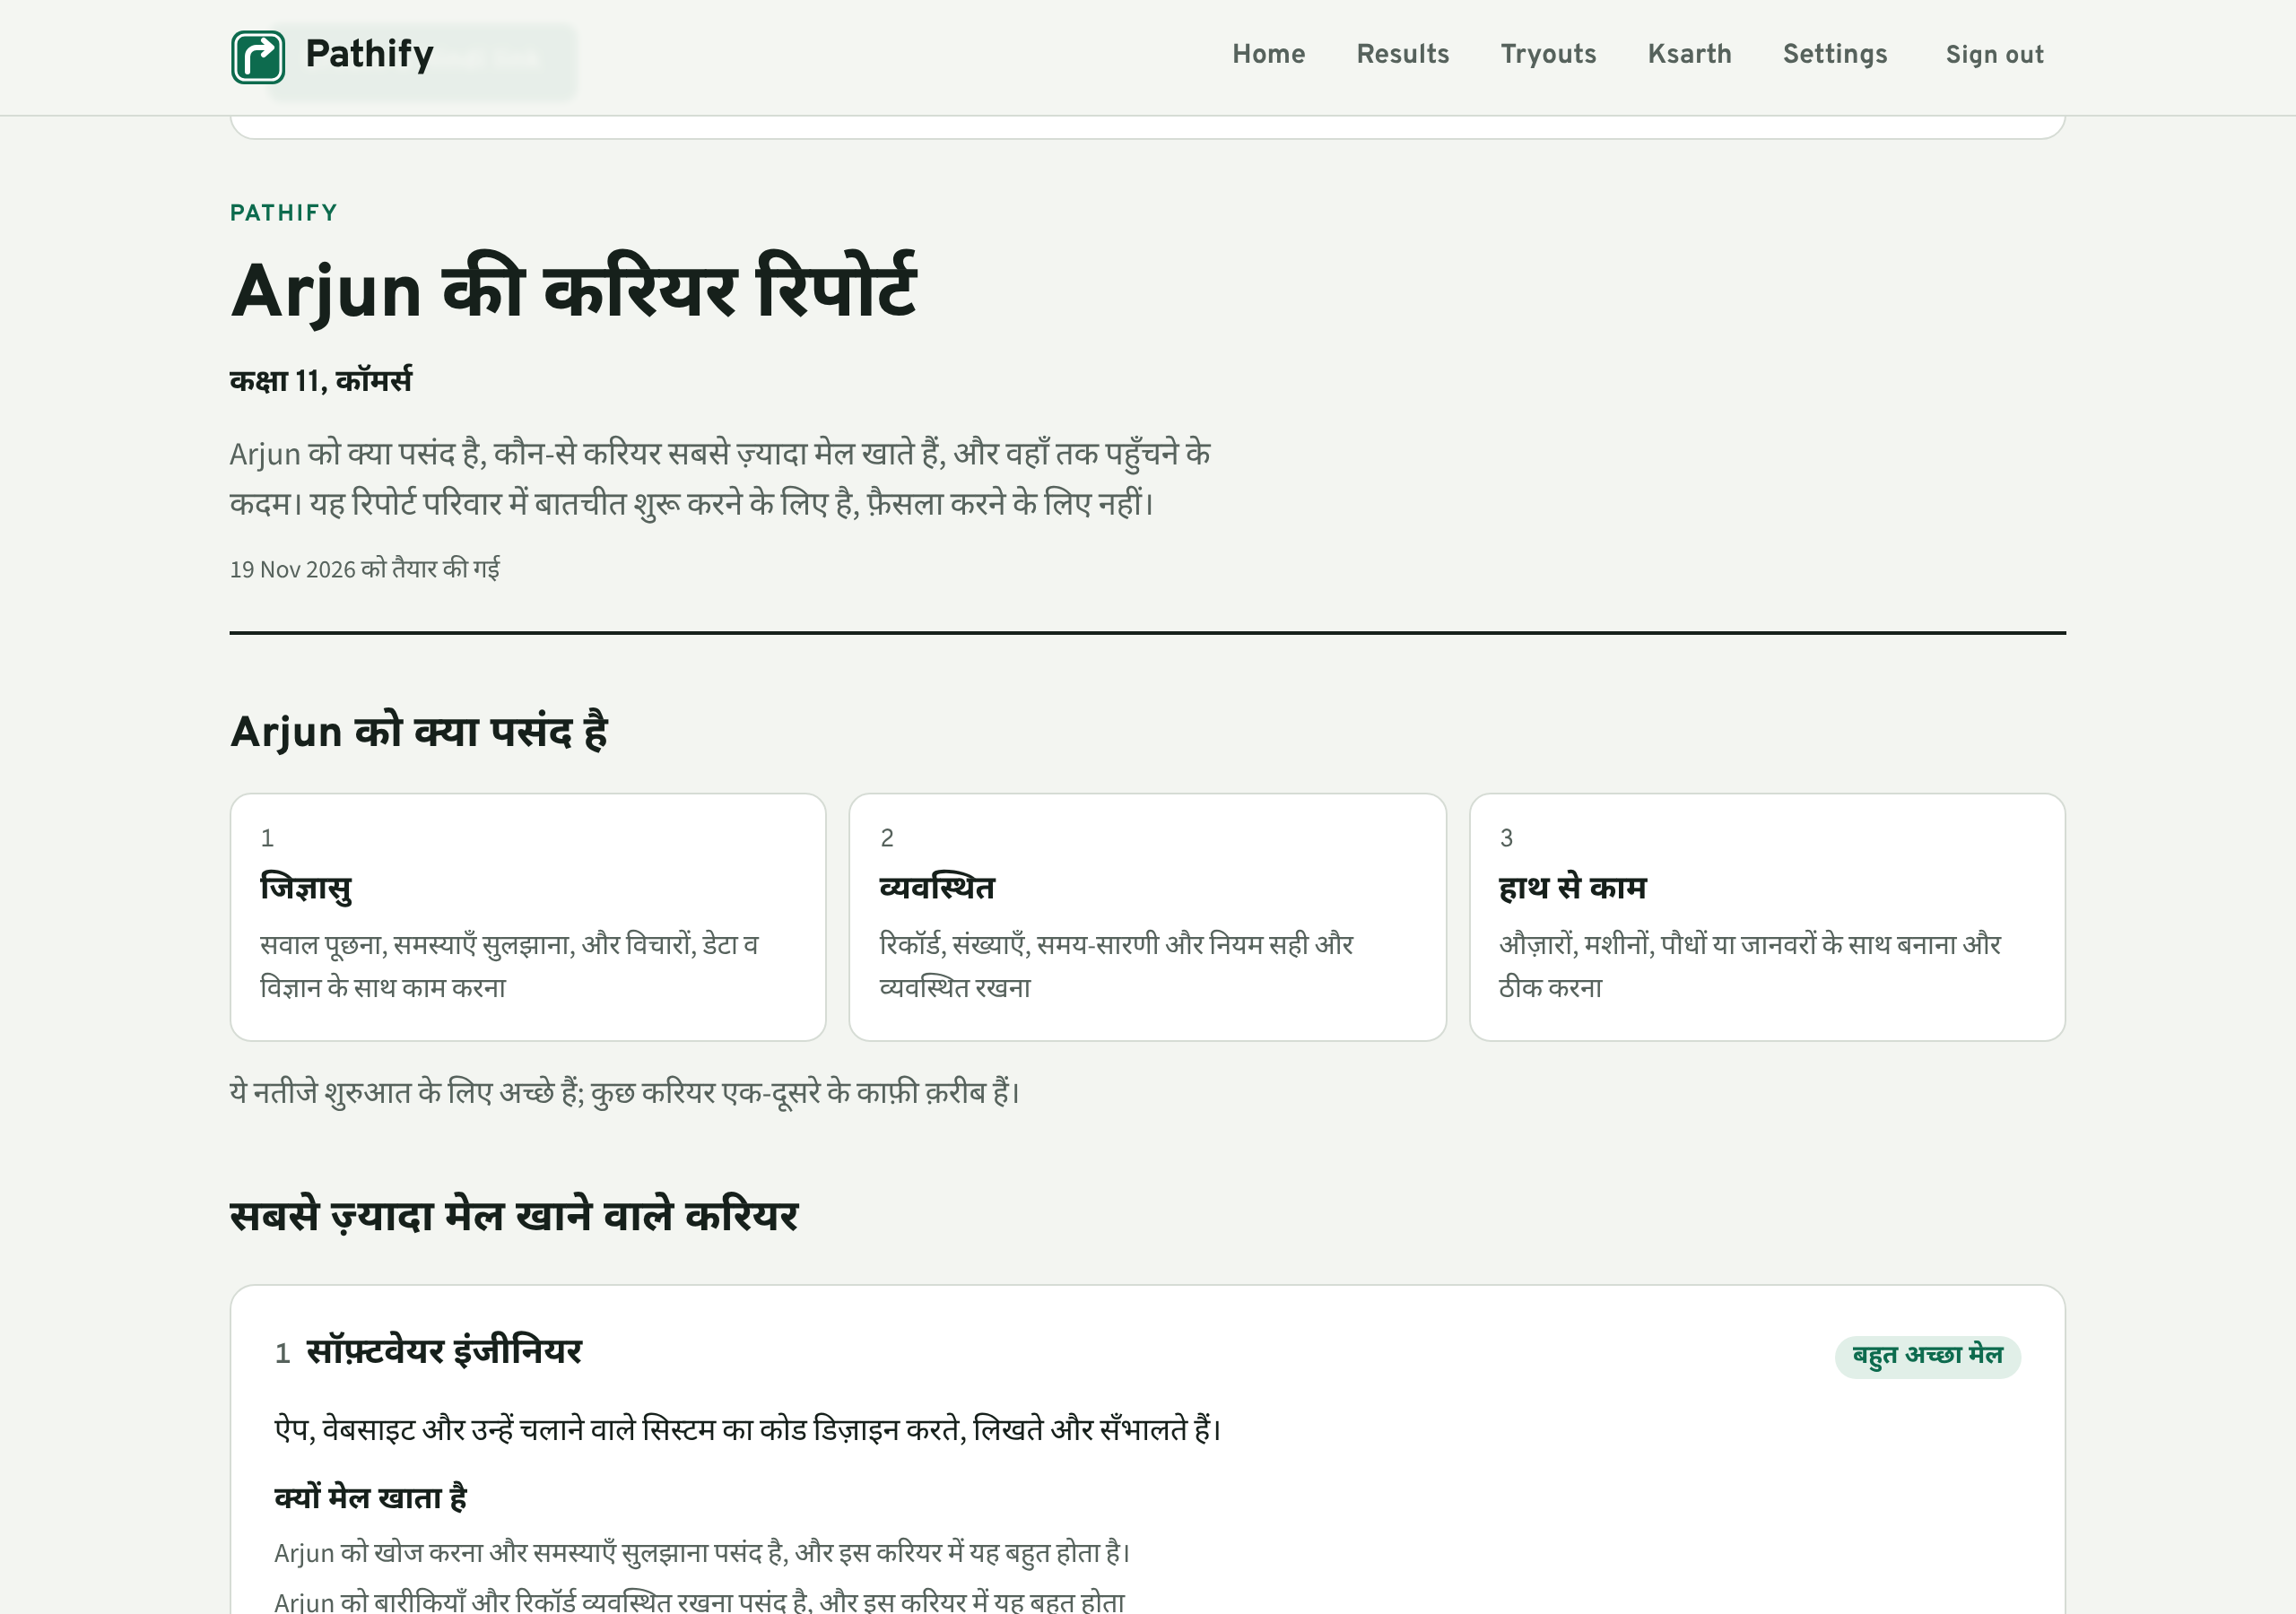 Pathify
Home
Results
Tryouts
Ksarth
Settings
Sign out
PATHIFY
Arjun की करियर रिपोर्ट
कक्षा 11, कॉमर्स
Arjun को क्या पसंद है, कौन-से करियर सबसे ज़्यादा मेल खाते हैं, और वहाँ तक पहुँचने के
कदम। यह रिपोर्ट परिवार में बातचीत शुरू करने के लिए है, फ़ैसला करने के लिए नहीं।
19 Nov 2026 को तैयार की गई
Arjun को क्या पसंद है
1
जिज्ञासु
सवाल पूछना, समस्याएँ सुलझाना, और विचारों, डेटा व
विज्ञान के साथ काम करना
2
व्यवस्थित
रिकॉर्ड, संख्याएँ, समय-सारणी और नियम सही और
व्यवस्थित रखना
3
हाथ से काम
औज़ारों, मशीनों, पौधों या जानवरों के साथ बनाना और
ठीक करना
ये नतीजे शुरुआत के लिए अच्छे हैं; कुछ करियर एक-दूसरे के काफ़ी क़रीब हैं।
सबसे ज़्यादा मेल खाने वाले करियर
1 सॉफ़्टवेयर इंजीनियर
बहुत अच्छा मेल
ऐप, वेबसाइट और उन्हें चलाने वाले सिस्टम का कोड डिज़ाइन करते, लिखते और सँभालते हैं।
क्यों मेल खाता है
Arjun को खोज करना और समस्याएँ सुलझाना पसंद है, और इस करियर में यह बहुत होता है।
Arjun को बारीकियाँ और रिकॉर्ड व्यवस्थित रखना पसंद है, और इस करियर में यह बहुत होता